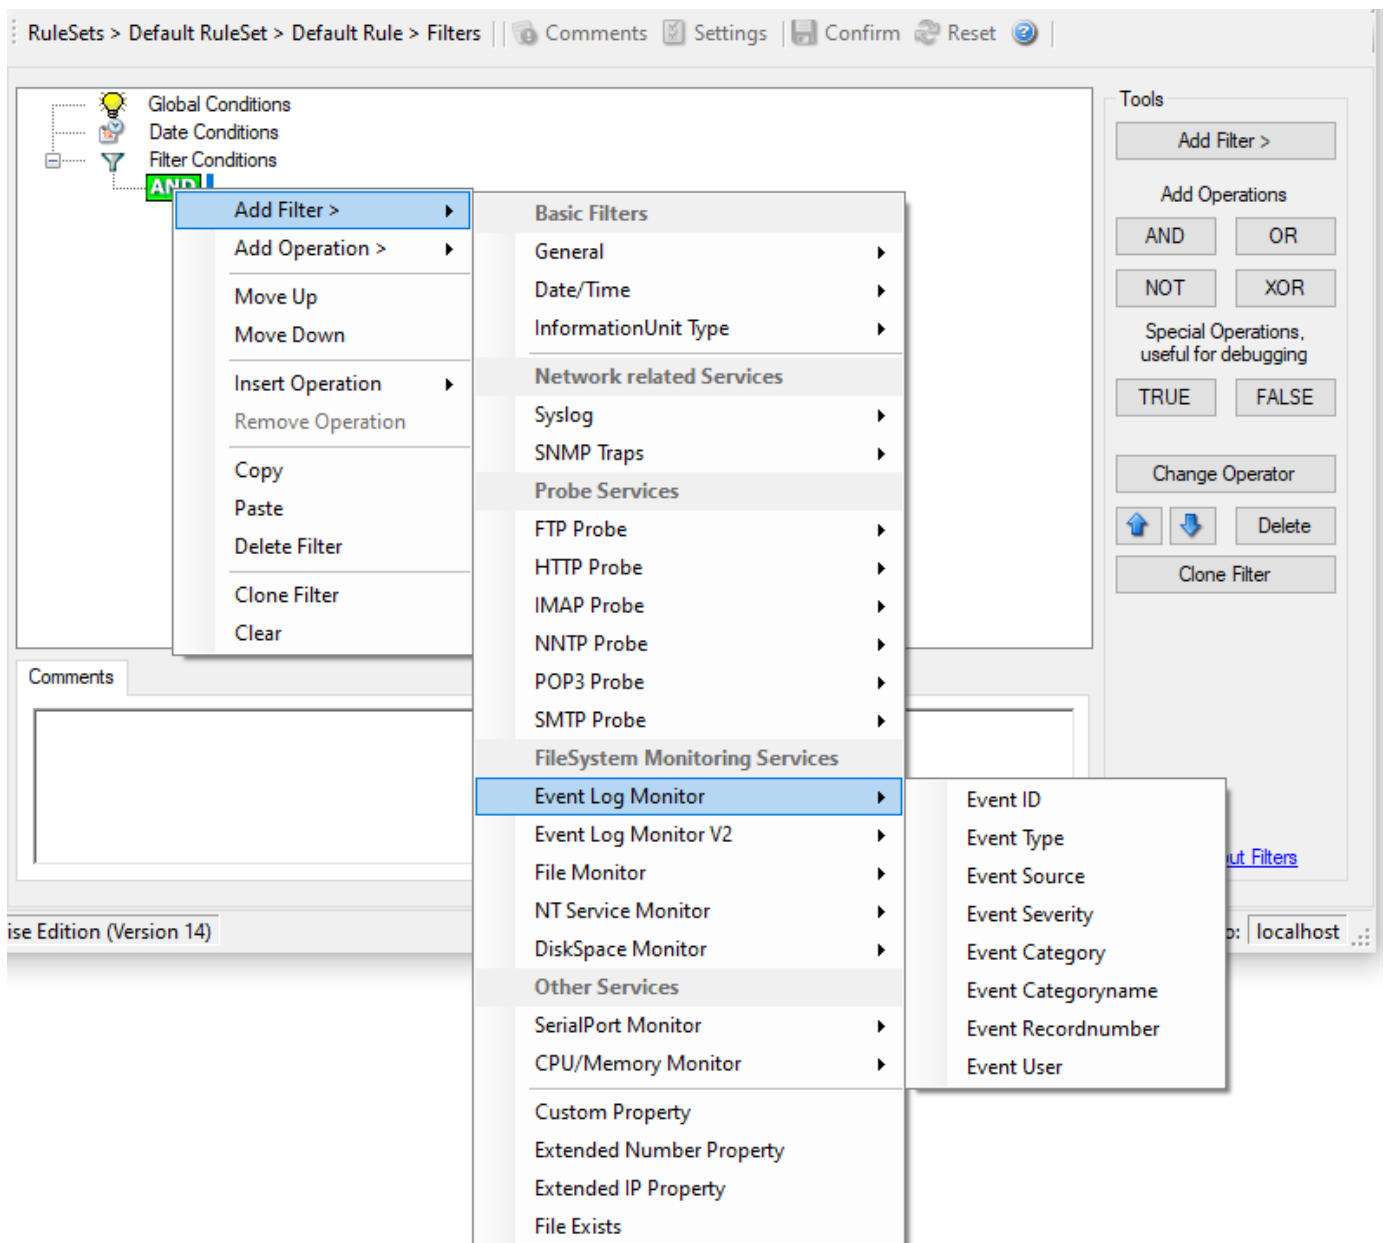 RuleSets > Default RuleSet > Default Rule > Filters Comments Settings Confirm Reset
Global Conditions
Date Conditions
Filter Conditions
AND
Add Filter >
Add Operation >
Move Up
Move Down
Insert Operation
Remove Operation
Copy
Paste
Delete Filter
Clone Filter
Clear
Basic Filters
General
Date/Time
InformationUnit Type
Network related Services
Syslog
SNMP Traps
Probe Services
FTP Probe
HTTP Probe
IMAP Probe
NNTP Probe
POP3 Probe
SMTP Probe
FileSystem Monitoring Services
Event Log Monitor
Event Log Monitor V2
File Monitor
NT Service Monitor
DiskSpace Monitor
Other Services
SerialPort Monitor
CPU/Memory Monitor
Custom Property
Extended Number Property
Extended IP Property
File Exists
Event ID
Event Type
Event Source
Event Severity
Event Category
Event Categoryname
Event Recordnumber
Event User
Tools
Add Filter >
Add Operations
AND OR
NOT XOR
Special Operations,
useful for debugging
TRUE FALSE
Change Operator
Delete
Clone Filter
Filters
Comments
Edition (Version 14)
localhost